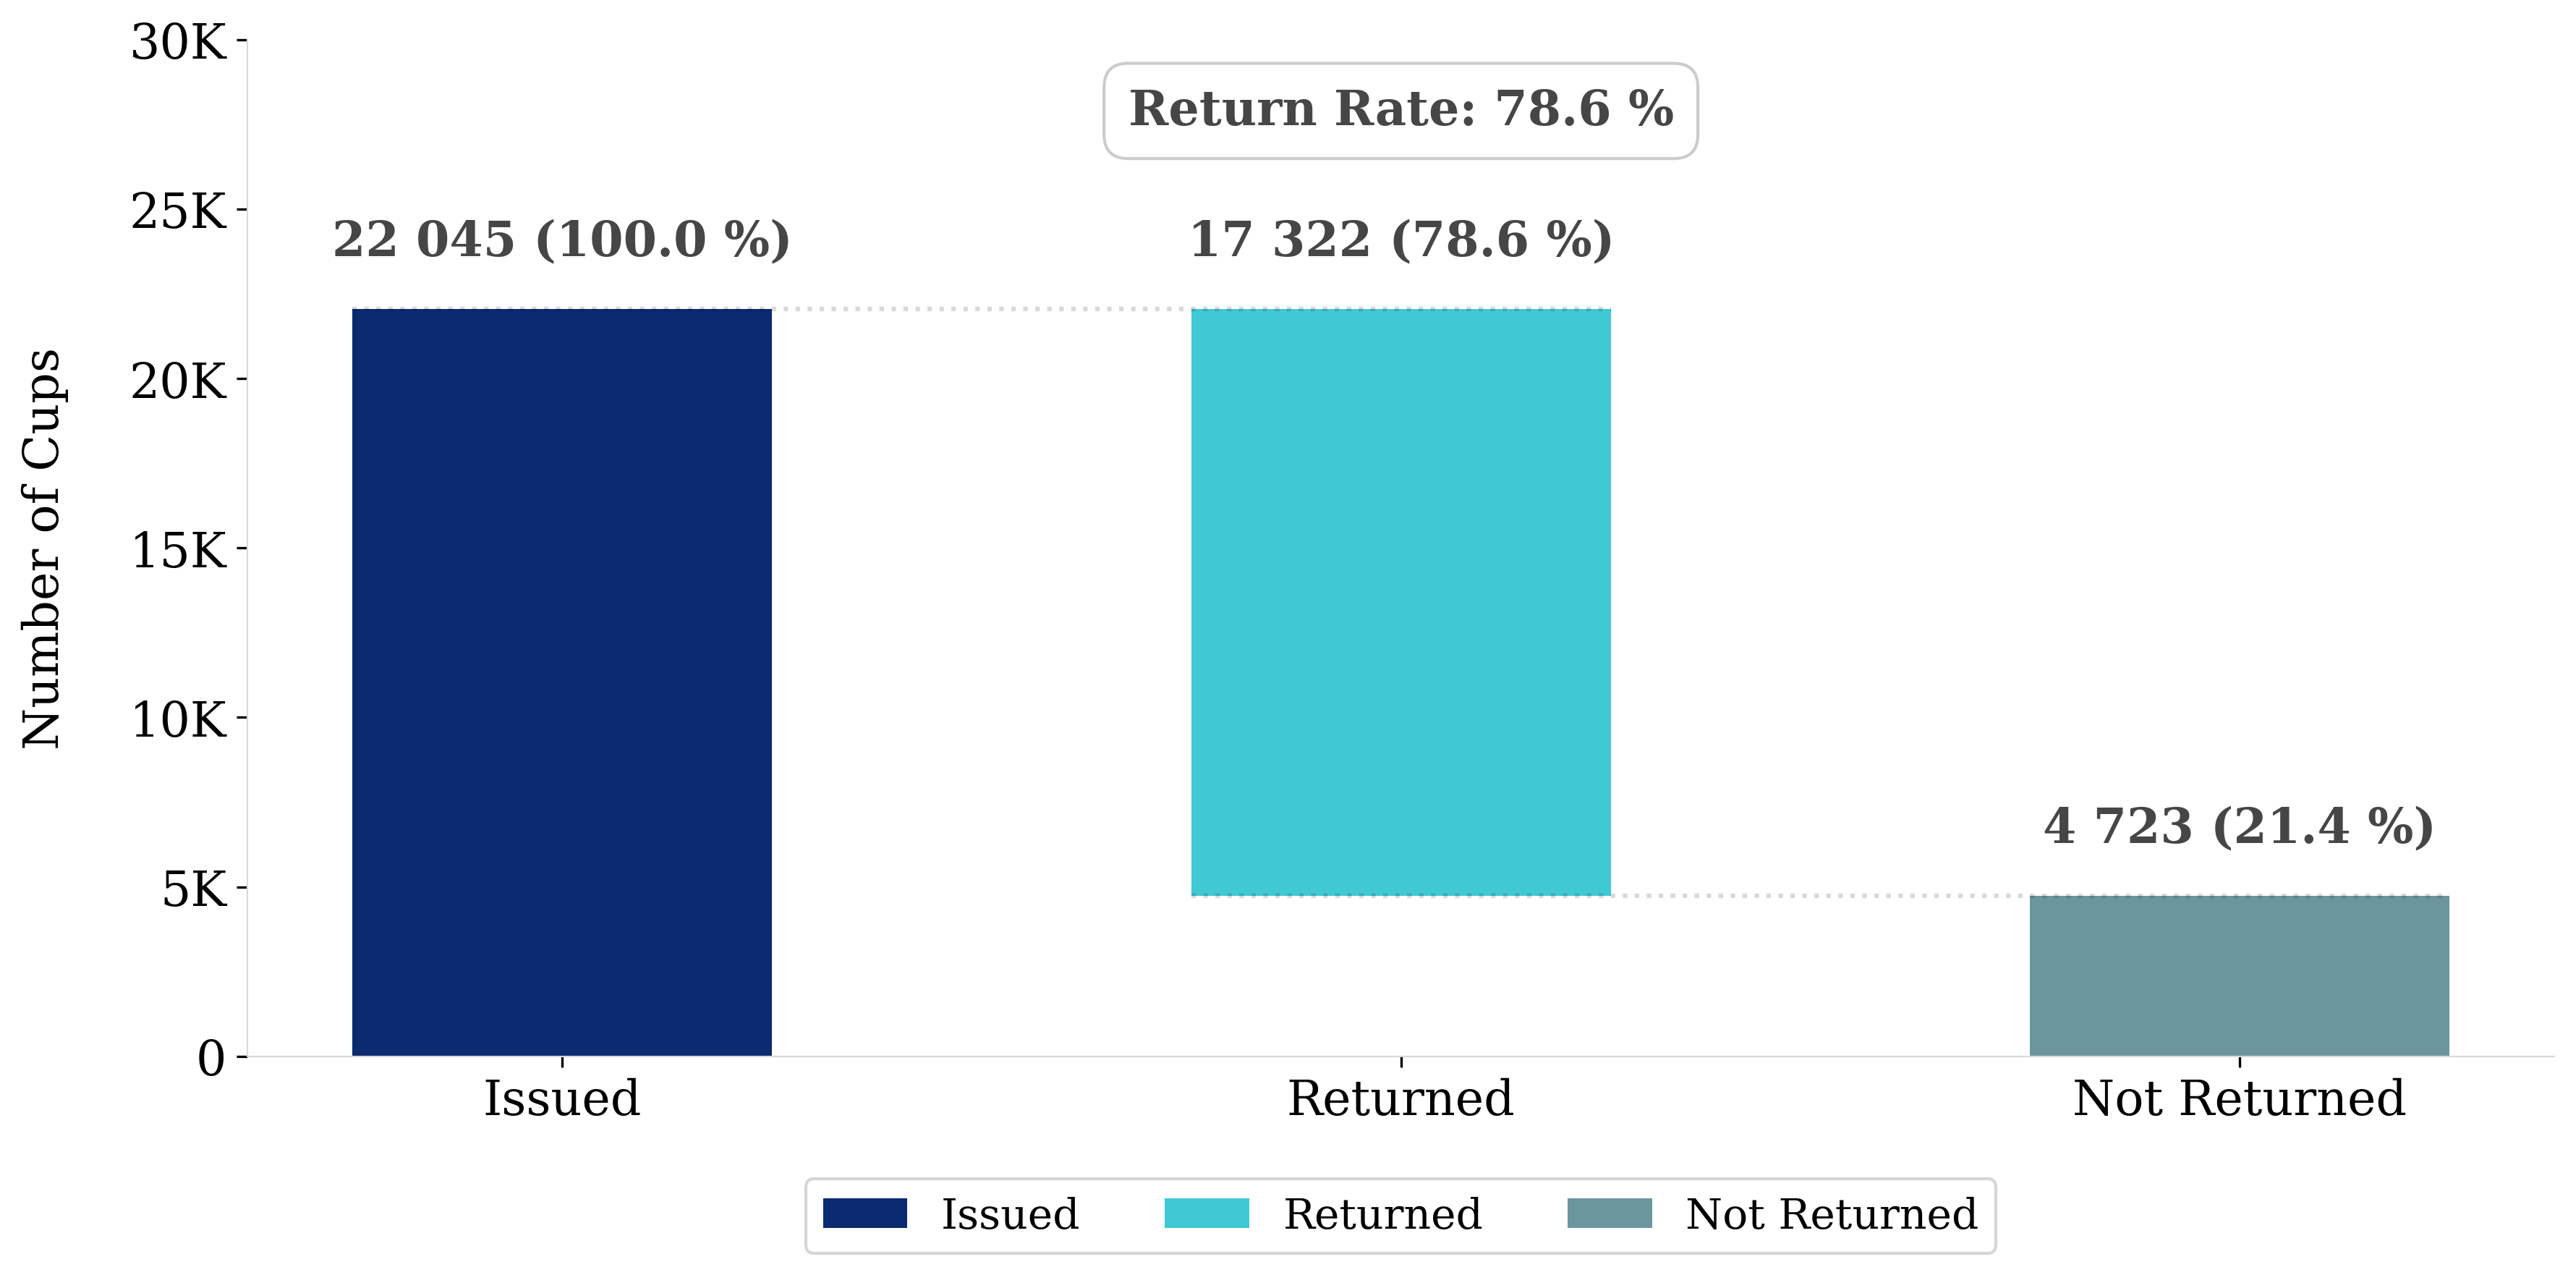 30K
Return Rate: 78.6 %
25K
22 045 (100.0 %)
17 322 (78.6 %)
20K
Number of Cups
15K
10K
4 723 (21.4 %)
5K
0
Issued
Returned
Not Returned
Issued
Returned
Not Returned